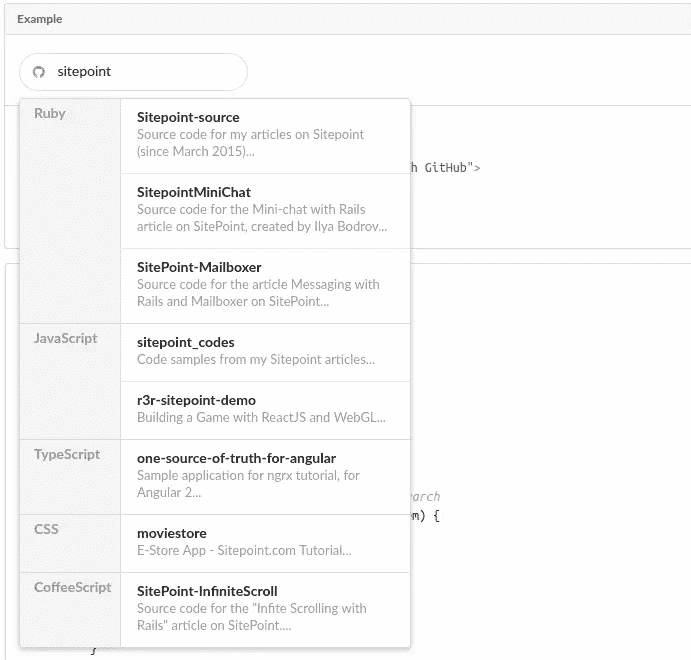 Example
sitepoint
Ruby
Sitepoint-source
Source code for my articles on Sitepoint
(since March 2015)...
h GitHub">
SitepointMiniChat
Source code for the Mini-chat with Rails
article on SitePoint, created by Ilya Bodrov...
SitePoint-Mailboxer
Source code for the article Messaging with
Rails and Mailboxer on SitePoint...
JavaScript
sitepoint_codes
Code samples from my Sitepoint articles...
r3r-sitepoint-demo
Building a Game with ReactJS and WebGL...
TypeScript
one-source-of-truth-for-angular
Sample application for ngrx tutorial, for
Angular 2...
arch
m) {
CSS
moviestore
E-Store App - Sitepoint.com Tutorial...
CoffeeScript
SitePoint-InfiniteScroll
Source code for the "Infite Scrolling with
Rails" article on SitePoint....
}